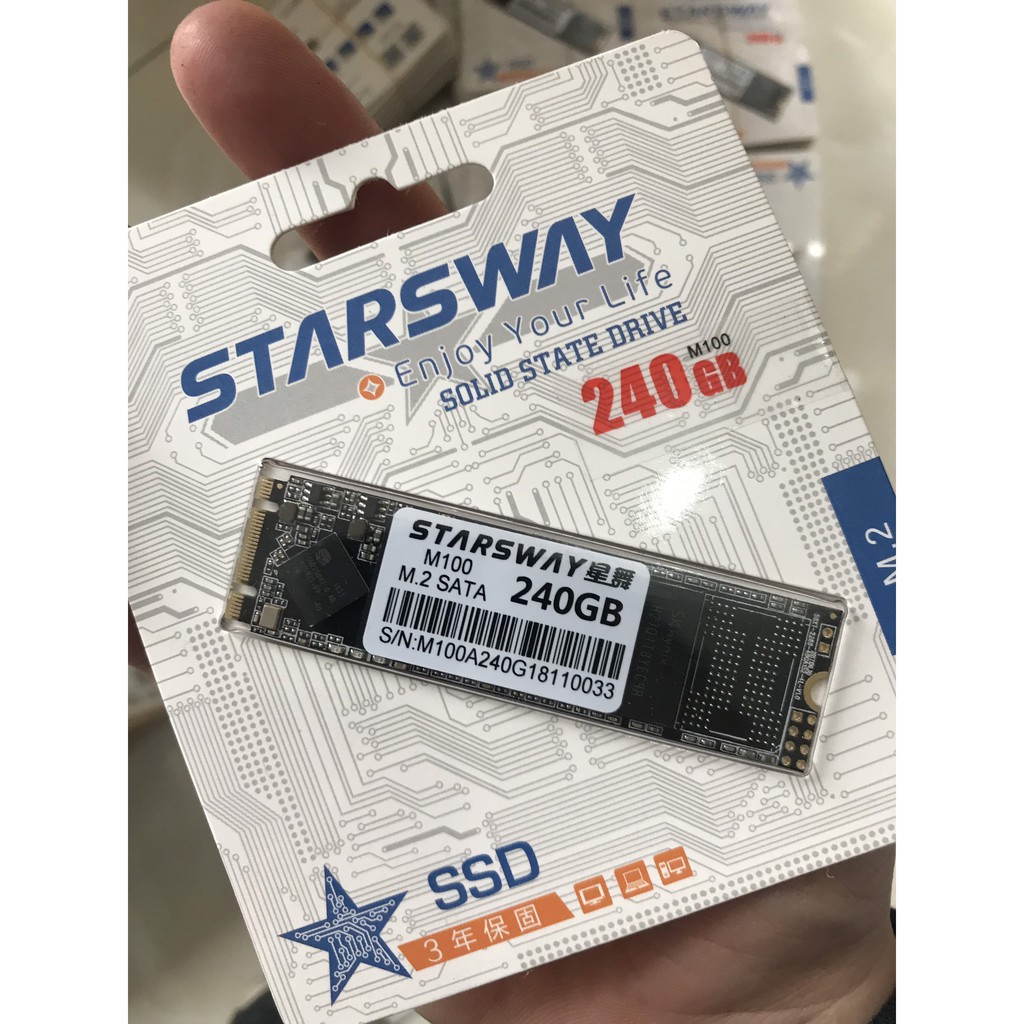 STARSWAY
STARSWAY
Enjoy Your Life
SOLID STATE DRIVE
M100
240GB
M.2
STARSWAY星舞
M100
M.2 SATA
240GB
S/N:M100A240G18110033
SSD
3年保固